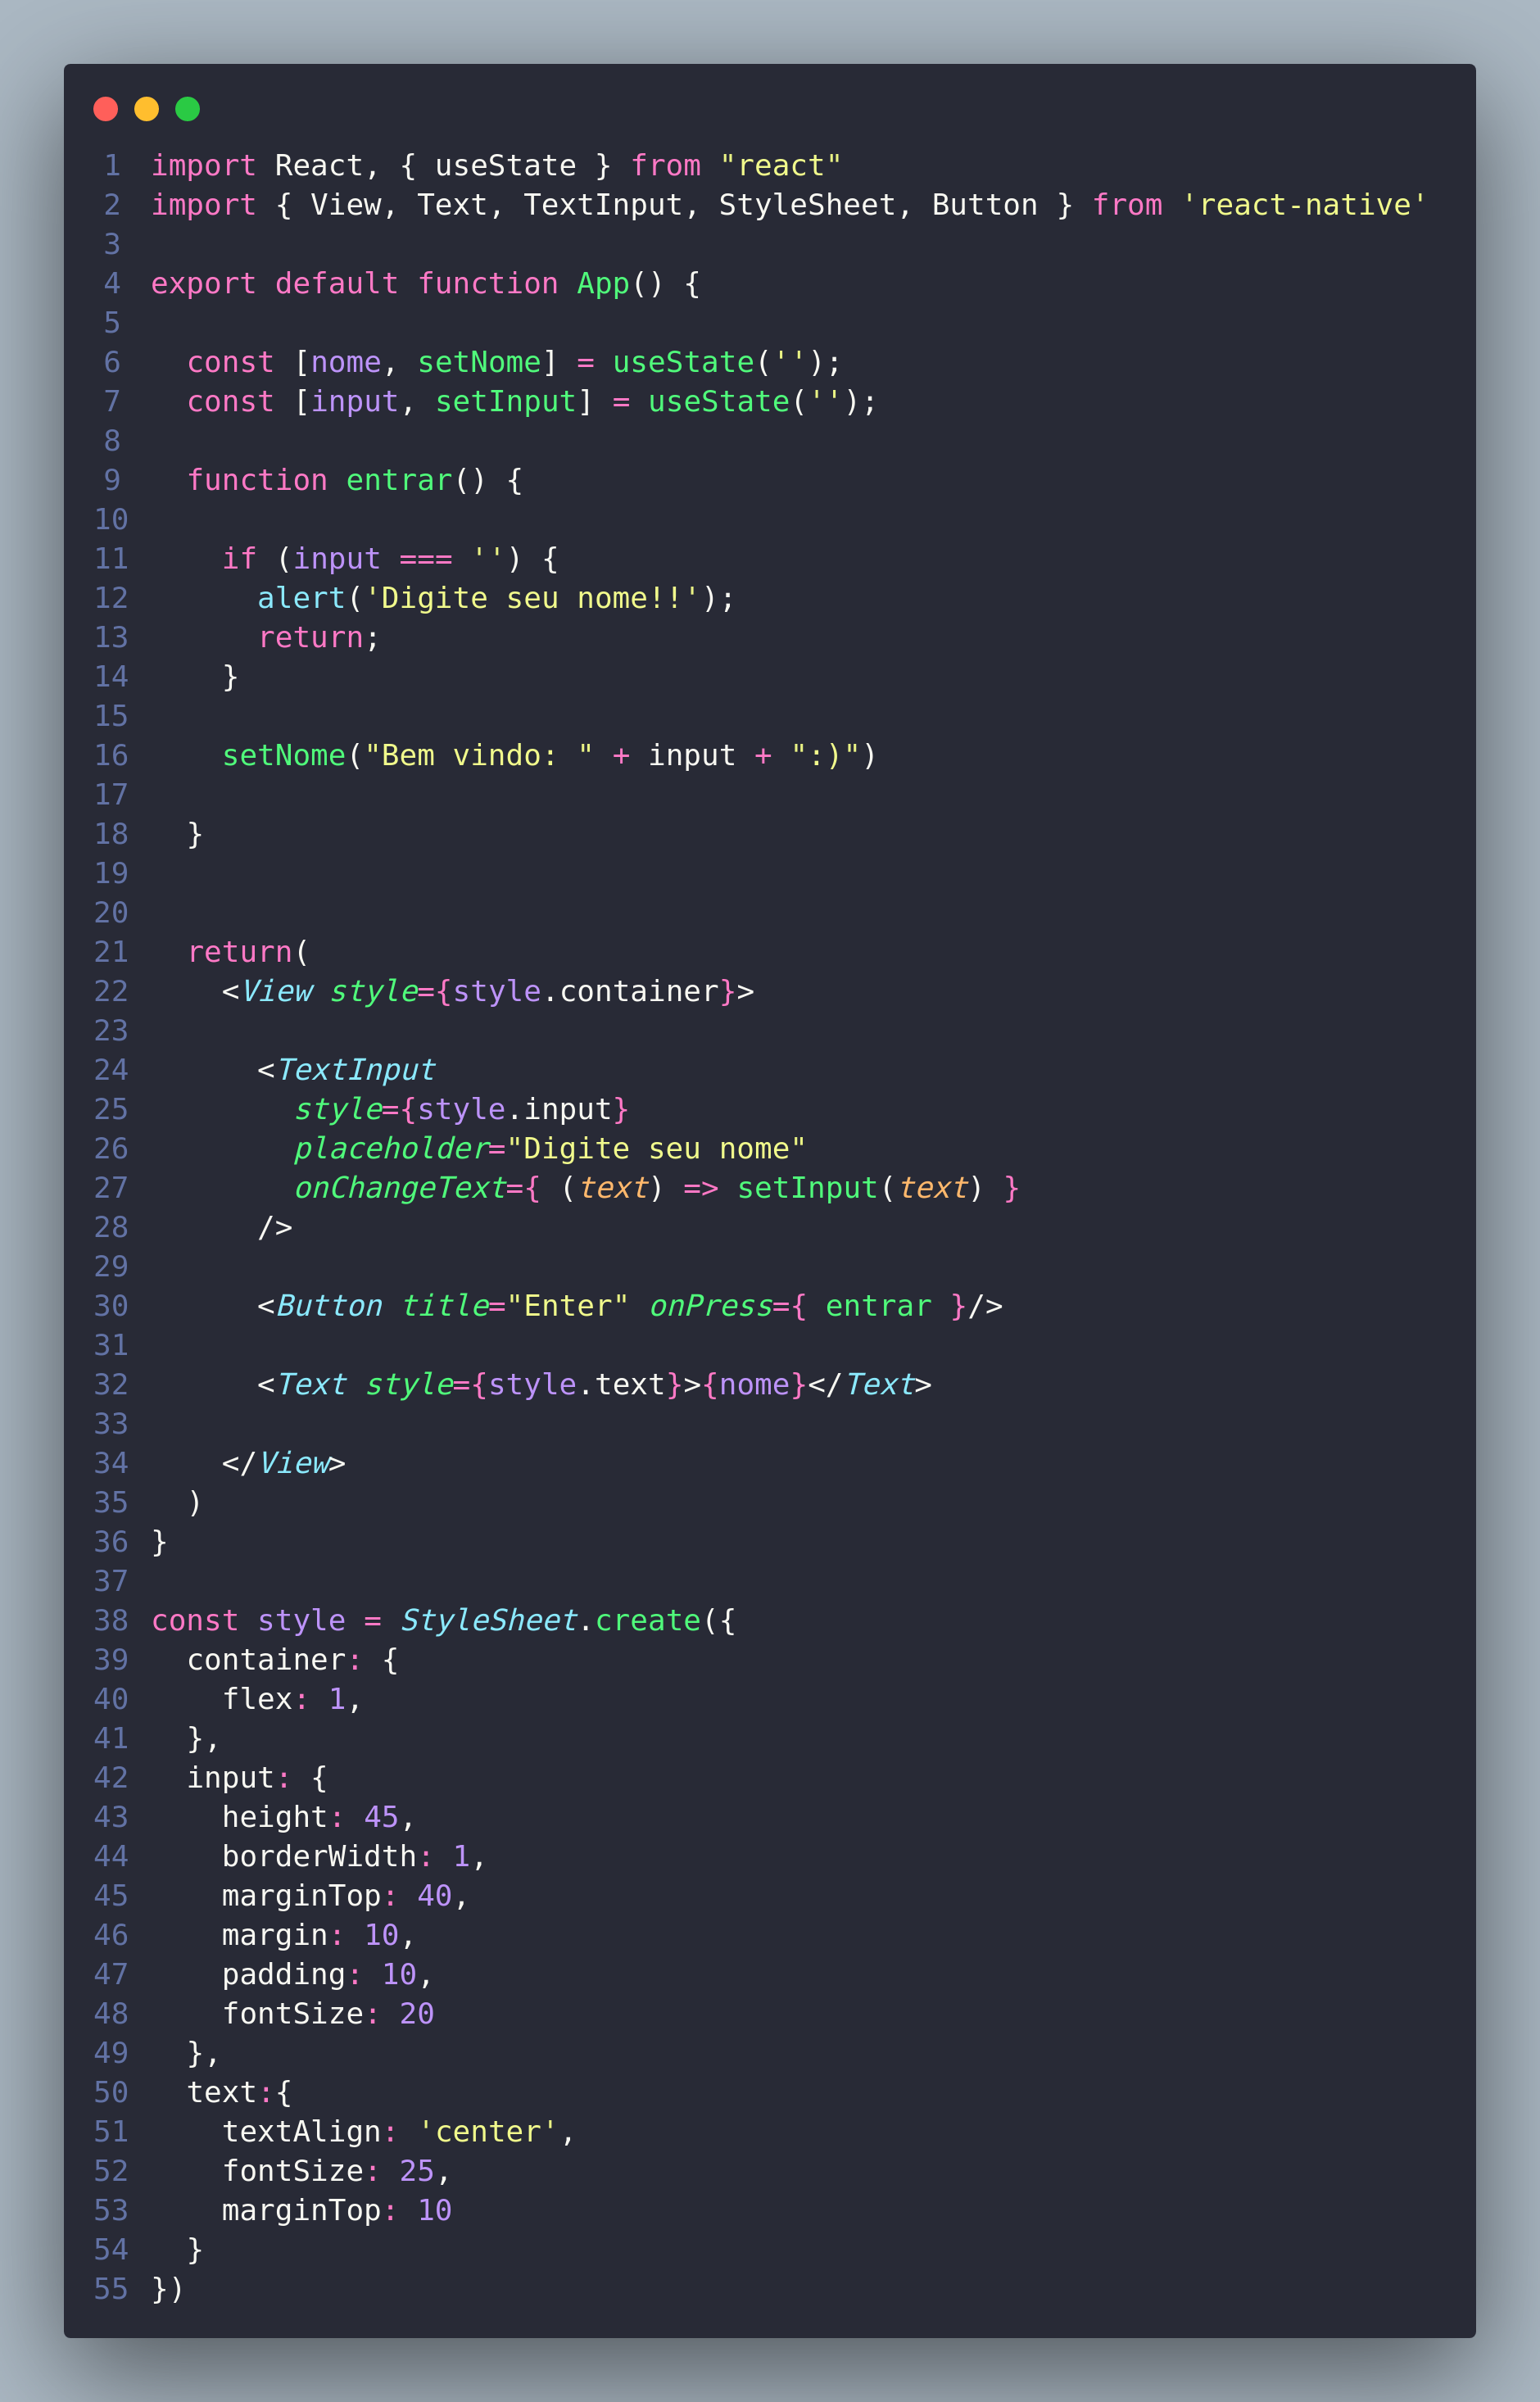 1 import React, { useState } from "react"
2 import { View, Text, TextInput, StyleSheet, Button } from 'react-native'
3
4 export default function App() {
5
6   const [nome, setNome] = useState('');
7   const [input, setInput] = useState('');
8
9   function entrar() {
10
11     if (input === '') {
12       alert('Digite seu nome!!');
13       return;
14     }
15
16     setNome("Bem vindo: " + input + ":)")
17
18   }
19
20
21   return(
22     <View style={style.container}>
23
24       <TextInput
25         style={style.input}
26         placeholder="Digite seu nome"
27         onChangeText={ (text) => setInput(text) }
28       />
29
30       <Button title="Enter" onPress={ entrar }/>
31
32       <Text style={style.text}>{nome}</Text>
33
34     </View>
35   )
36 }
37
38 const style = StyleSheet.create({
39   container: {
40     flex: 1,
41   },
42   input: {
43     height: 45,
44     borderWidth: 1,
45     marginTop: 40,
46     margin: 10,
47     padding: 10,
48     fontSize: 20
49   },
50   text:{
51     textAlign: 'center',
52     fontSize: 25,
53     marginTop: 10
54   }
55 })